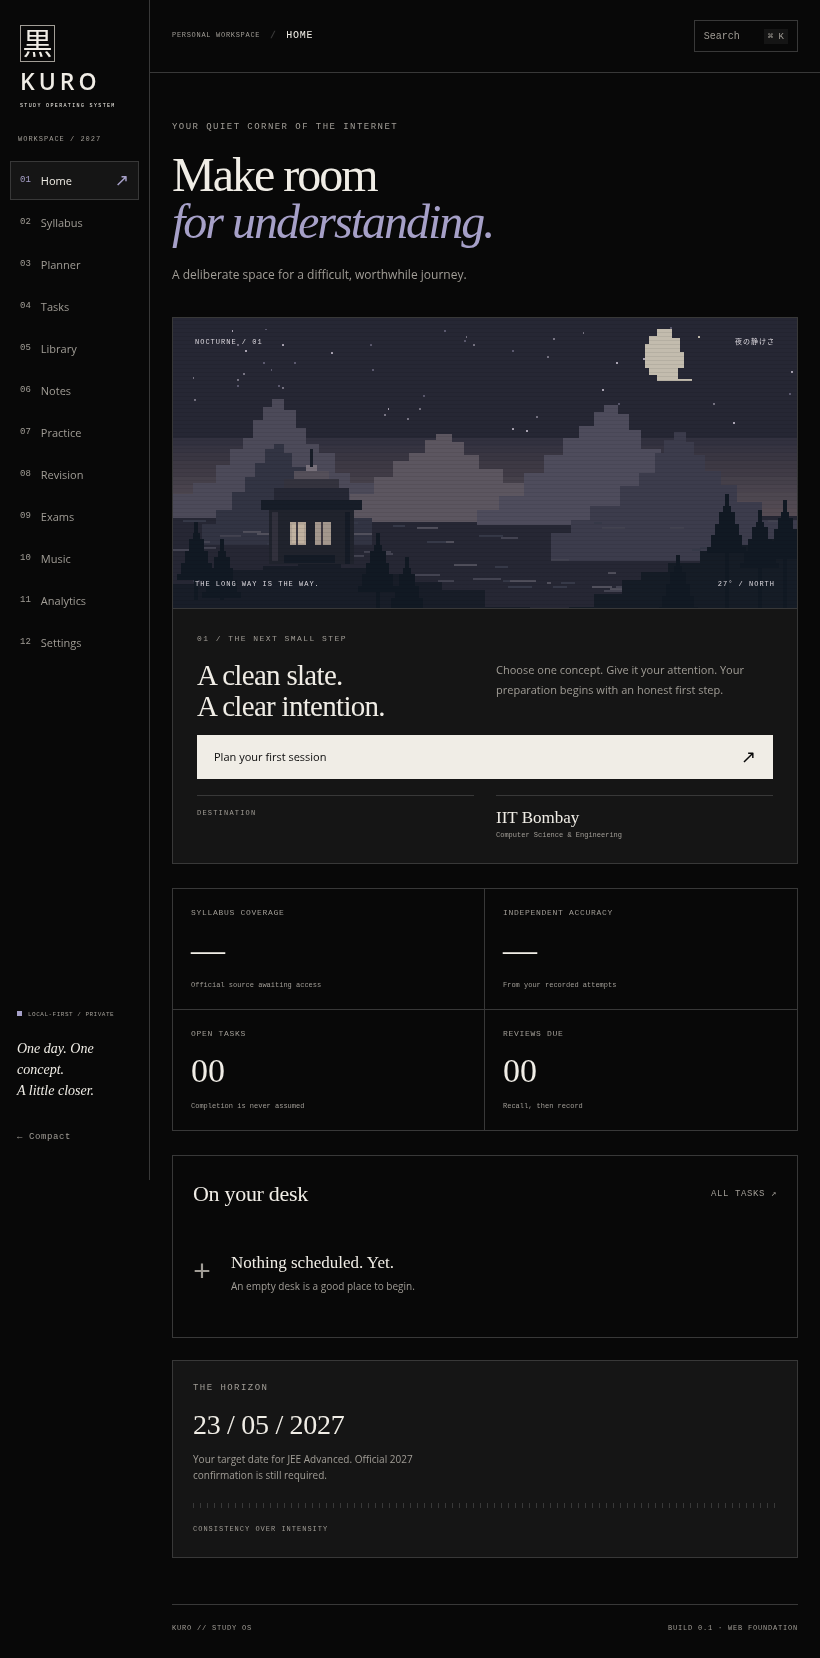 黒
KURO
STUDY OPERATING SYSTEM
WORKSPACE / 2027
01 Home ↗
02 Syllabus
03 Planner
04 Tasks
05 Library
06 Notes
07 Practice
08 Revision
09 Exams
10 Music
11 Analytics
12 Settings
LOCAL-FIRST / PRIVATE
One day. One
concept.
A little closer.
← Compact
PERSONAL WORKSPACE / HOME
Search ⌘ K
YOUR QUIET CORNER OF THE INTERNET
Make room
for understanding.
A deliberate space for a difficult, worthwhile journey.
NOCTURNE / 01
夜の静けさ
THE LONG WAY IS THE WAY.
27° / NORTH
01 / THE NEXT SMALL STEP
A clean slate.
A clear intention.
Choose one concept. Give it your attention. Your
preparation begins with an honest first step.
Plan your first session ↗
DESTINATION
IIT Bombay
Computer Science & Engineering
SYLLABUS COVERAGE
—
Official source awaiting access
INDEPENDENT ACCURACY
—
From your recorded attempts
OPEN TASKS
00
Completion is never assumed
REVIEWS DUE
00
Recall, then record
On your desk
ALL TASKS ↗
+
Nothing scheduled. Yet.
An empty desk is a good place to begin.
THE HORIZON
23 / 05 / 2027
Your target date for JEE Advanced. Official 2027
confirmation is still required.
CONSISTENCY OVER INTENSITY
KURO // STUDY OS
BUILD 0.1 · WEB FOUNDATION